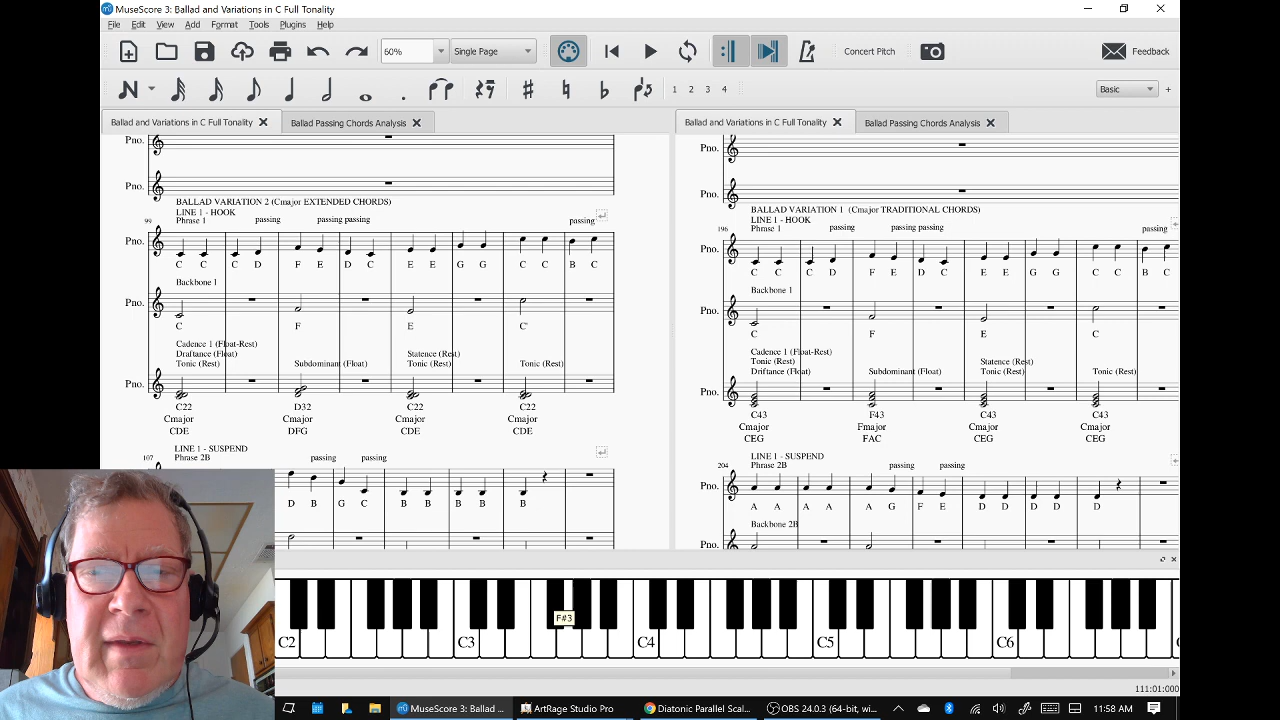 MuseScore 3: Ballad and Variations in C Full Tonality
File Edit View Add Format Tools Plugins Help
60% Single Page Concert Pitch Feedback
1 2 3 4 Basic +
Ballad and Variations in C Full Tonality Ballad Passing Chords Analysis
Pno.
Pno.
BALLAD VARIATION 2 (Cmajor EXTENDED CHORDS)
LINE 1 - HOOK
Phrase 1 passing passing passing passing
99
Pno.
C C C D F E D C E E G G C C B C
Backbone 1
Pno.
C F E C'
Cadence 1 (Float-Rest)
Draftance (Float) Statence (Rest)
Tonic (Rest) Subdominant (Float) Tonic (Rest) Tonic (Rest)
Pno.
C22 D32 C22 C22
Cmajor Cmajor Cmajor Cmajor
CDE DFG CDE CDE
LINE 1 - SUSPEND
107 Phrase 2B passing passing
D B G C B B B B B
Ballad and Variations in C Full Tonality Ballad Passing Chords Analysis
Pno.
Pno.
BALLAD VARIATION 1 (Cmajor TRADITIONAL CHORDS)
LINE 1 - HOOK
Phrase 1 passing passing passing passing
196
Pno.
C C C D F E D C E E G G C C B C
Backbone 1
Pno.
C F E C
Cadence 1 (Float-Rest)
Tonic (Rest) Statence (Rest)
Driftance (Float) Subdominant (Float) Tonic (Rest) Tonic (Rest)
Pno.
C43 F43 C43 C43
Cmajor Fmajor Cmajor Cmajor
CEG FAC CEG CEG
LINE 1 - SUSPEND
Phrase 2B passing passing
204
Pno.
A A A A A G F E D D D D D
Backbone 2B
Pno.
F#3
C2 C3 C4 C5 C6
111:01:000
MuseScore 3: Ballad ... ArtRage Studio Pro Diatonic Parallel Scal... OBS 24.0.3 (64-bit, wi... 11:58 AM